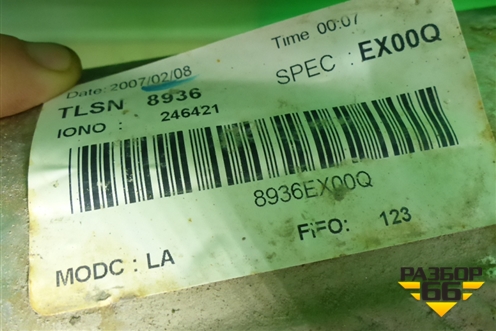 Date: 2007/02/08 Time 00:07
TLSN 8936 SPEC : EX00Q
IONO : 246421
8936EX00Q
MODC : LA FIFO: 123
РАЗБОР
66